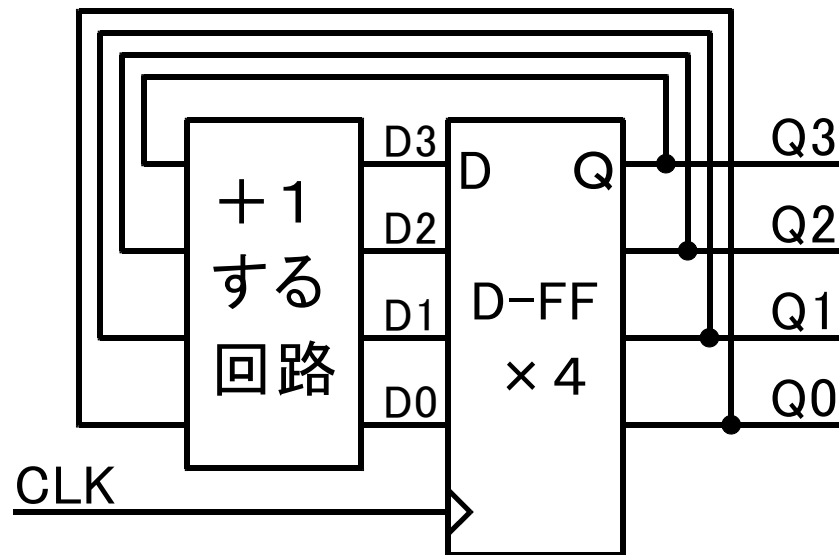 ＋1
する
回路
D3
D2
D1
D0
D Q
D−FF
×4
Q3
Q2
Q1
Q0
CLK